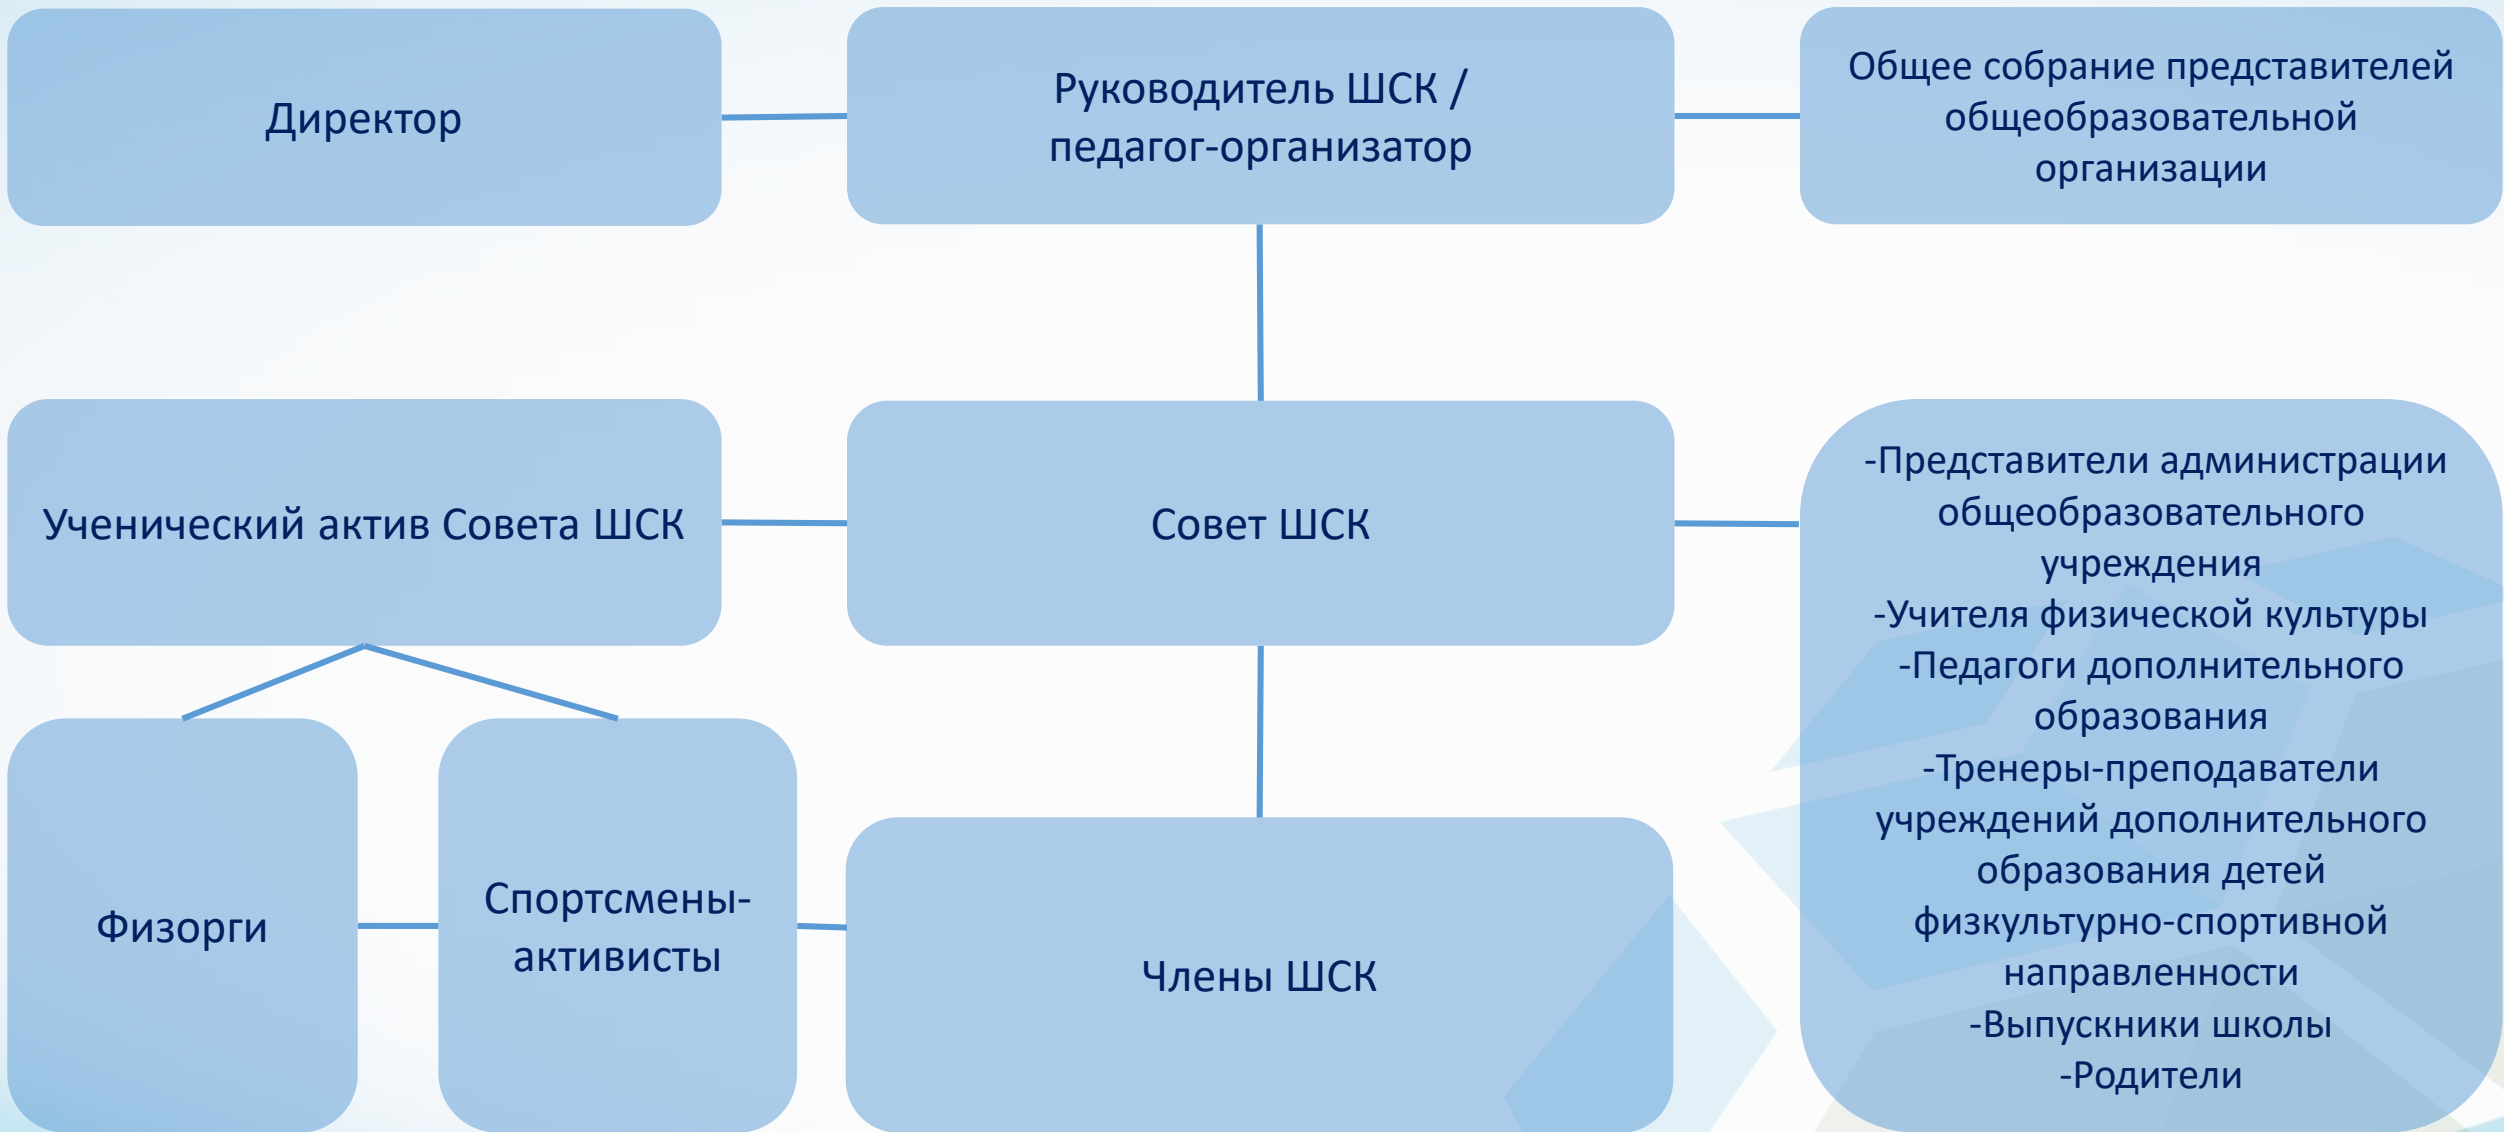 Директор
Руководитель ШСК /
педагог-организатор
Общее собрание представителей
общеобразовательной
организации
Ученический актив Совета ШСК
Совет ШСК
-Представители администрации
общеобразовательного
учреждения
-Учителя физической культуры
-Педагоги дополнительного
образования
-Тренеры-преподаватели
учреждений дополнительного
образования детей
физкультурно-спортивной
направленности
-Выпускники школы
-Родители
Физорги
Спортсмены-
активисты
Члены ШСК